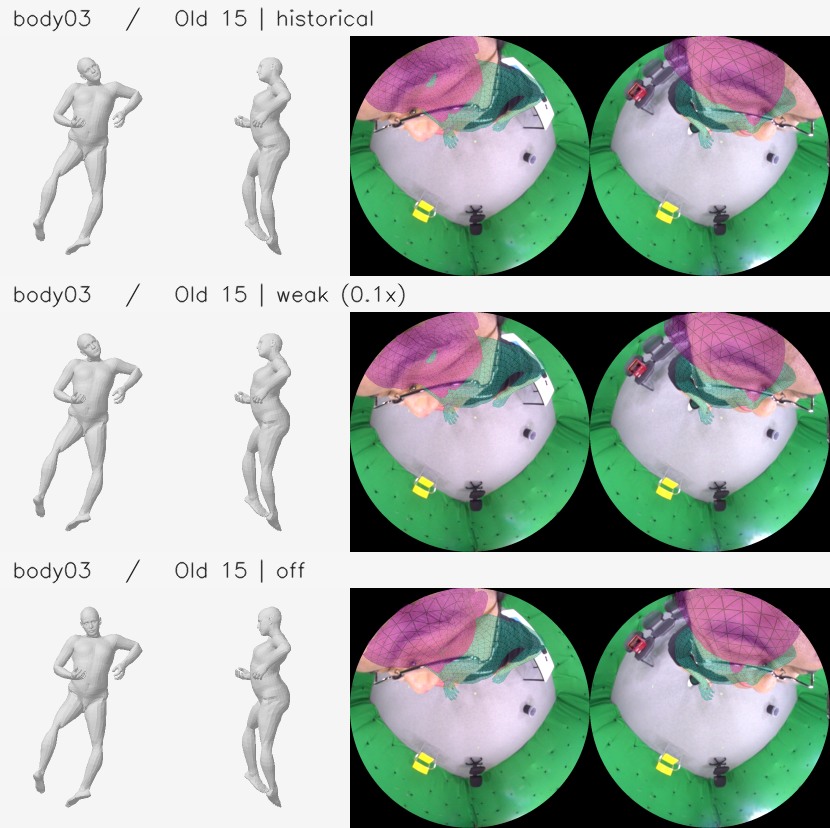 body03 / Old 15 | historical
body03 / Old 15 | weak (0.1x)
body03 / Old 15 | off